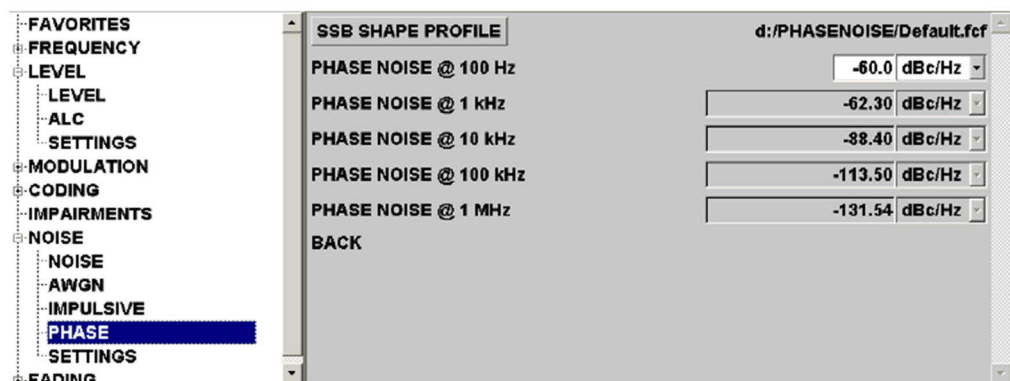 FAVORITES
FREQUENCY
LEVEL
LEVEL
ALC
SETTINGS
MODULATION
CODING
IMPAIRMENTS
NOISE
NOISE
AWGN
IMPULSIVE
PHASE
SETTINGS
FADING
SSB SHAPE PROFILE d:/PHASENOISE/Default.fcf
PHASE NOISE @ 100 Hz -60.0 dBc/Hz
PHASE NOISE @ 1 kHz -62.30 dBc/Hz
PHASE NOISE @ 10 kHz -88.40 dBc/Hz
PHASE NOISE @ 100 kHz -113.50 dBc/Hz
PHASE NOISE @ 1 MHz -131.54 dBc/Hz
BACK